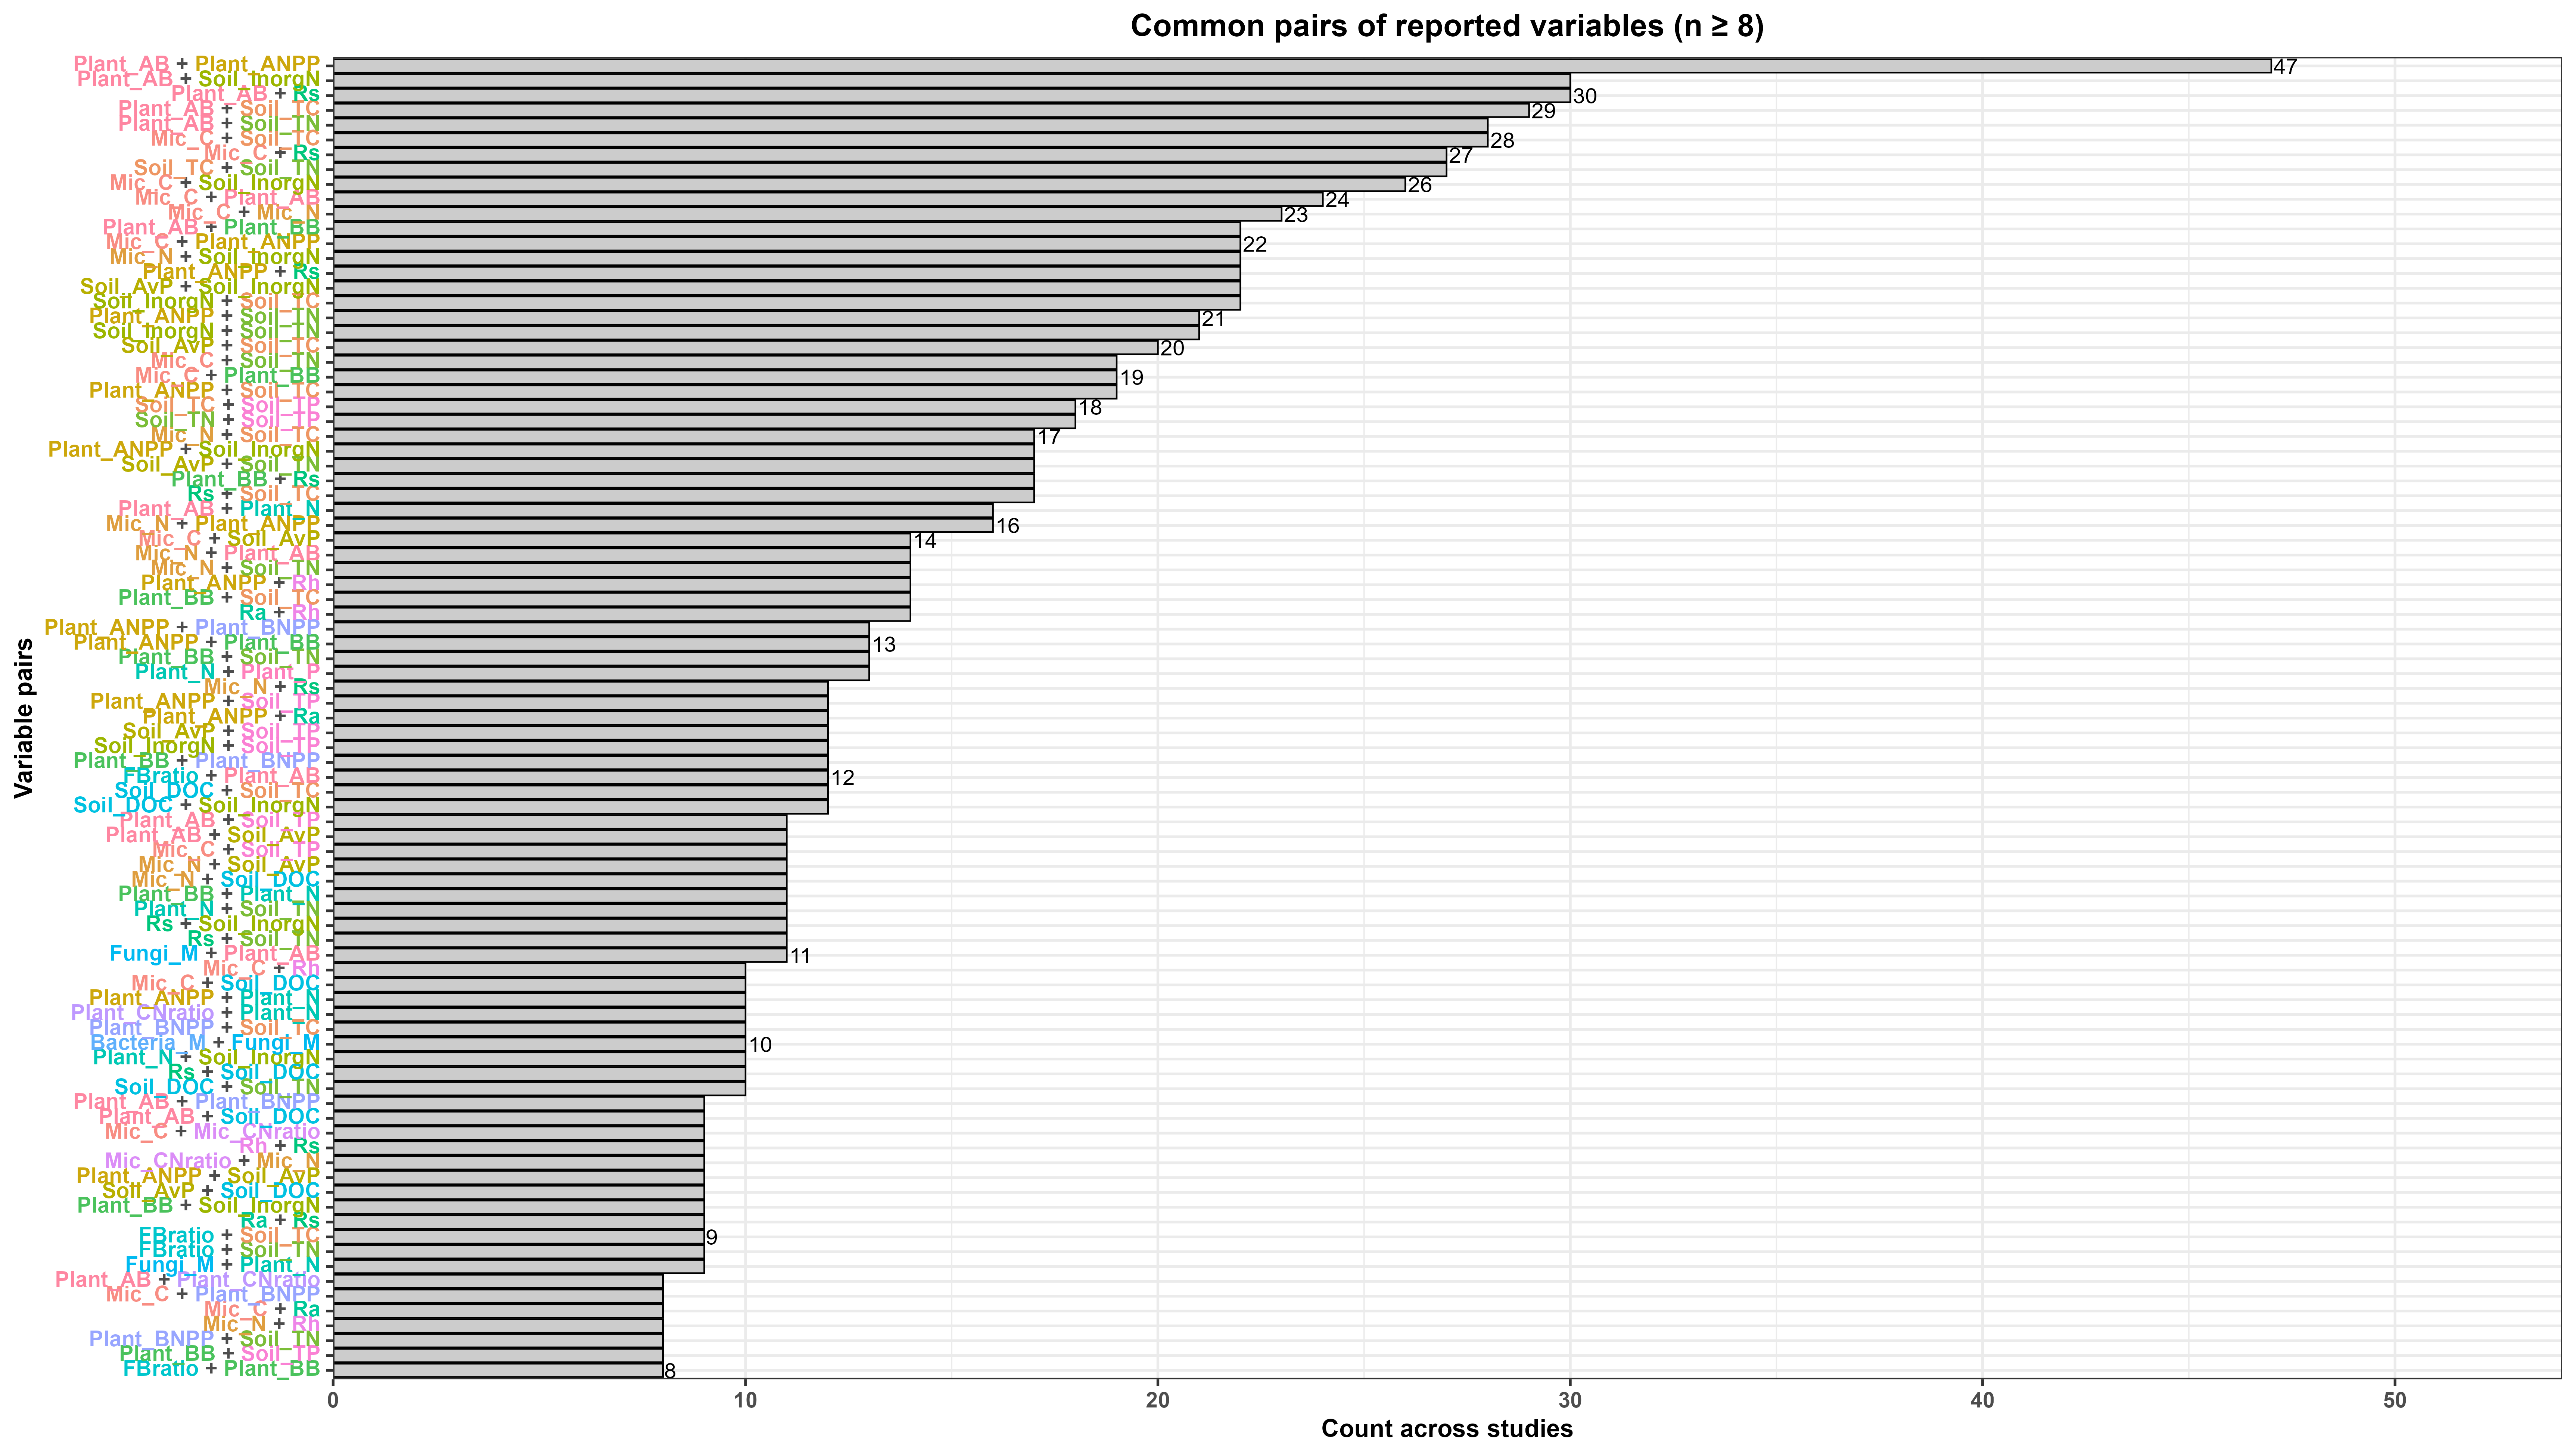 Common pairs of reported variables (n ≥ 8)
Plant_AB + Plant_ANPP 47
Plant_AB + Soil_InorgN
Plant_AB + Rs 30
Plant_AB + Soil_TC 29
Plant_AB + Soil_TN
Mic_C + Soil_TC 28
Mic_C + Rs 27
Soil_TC + Soil_TN
Mic_C + Soil_InorgN 26
Mic_C + Plant_AB 24
Mic_C + Mic_N 23
Plant_AB + Plant_BB
Mic_C + Plant_ANPP 22
Mic_N + Soil_InorgN
Plant_ANPP + Rs
Soil_AvP + Soil_InorgN
Soil_InorgN + Soil_TC
Plant_ANPP + Soil_TN 21
Soil_InorgN + Soil_TN
Soil_AvP + Soil_TC 20
Mic_C + Soil_TN
Mic_C + Plant_BB 19
Plant_ANPP + Soil_TC
Soil_TC + Soil_TP 18
Soil_TN + Soil_TP
Mic_N + Soil_TC 17
Plant_ANPP + Soil_InorgN
Soil_AvP + Soil_TN
Plant_BB + Rs
Rs + Soil_TC
Plant_AB + Plant_N
Mic_N + Plant_ANPP 16
Mic_C + Soil_AvP 14
Mic_N + Plant_AB
Mic_N + Soil_TN
Plant_ANPP + Rh
Plant_BB + Soil_TC
Ra + Rh
Plant_ANPP + Plant_BNPP
Plant_ANPP + Plant_BB 13
Plant_BB + Soil_TN
Plant_N + Plant_P
Mic_N + Rs
Plant_ANPP + Soil_TP
Plant_ANPP + Ra
Soil_AvP + Soil_TP
Soil_InorgN + Soil_TP
Plant_BB + Plant_BNPP
FBratio + Plant_AB 12
Soil_DOC + Soil_TC
Soil_DOC + Soil_InorgN
Plant_AB + Soil_TP
Plant_AB + Soil_AvP
Mic_C + Soil_TP
Mic_N + Soil_AvP
Mic_N + Soil_DOC
Plant_BB + Plant_N
Plant_N + Soil_TN
Rs + Soil_InorgN
Rs + Soil_TN
Fungi_M + Plant_AB 11
Mic_C + Rh
Mic_C + Soil_DOC
Plant_ANPP + Plant_N
Plant_CNratio + Plant_N
Plant_BNPP + Soil_TC
Bacteria_M + Fungi_M 10
Plant_N + Soil_InorgN
Rs + Soil_DOC
Soil_DOC + Soil_TN
Plant_AB + Plant_BNPP
Plant_AB + Soil_DOC
Mic_C + Mic_CNratio
Rh + Rs
Mic_CNratio + Mic_N
Plant_ANPP + Soil_AvP
Soil_AvP + Soil_DOC
Plant_BB + Soil_InorgN
Ra + Rs
FBratio + Soil_TC 9
FBratio + Soil_TN
Fungi_M + Plant_N
Plant_AB + Plant_CNratio
Mic_C + Plant_BNPP
Mic_C + Ra
Mic_N + Rh
Plant_BNPP + Soil_TN
Plant_BB + Soil_TP
FBratio + Plant_BB 8
0 10 20 30 40 50
Count across studies
Variable pairs